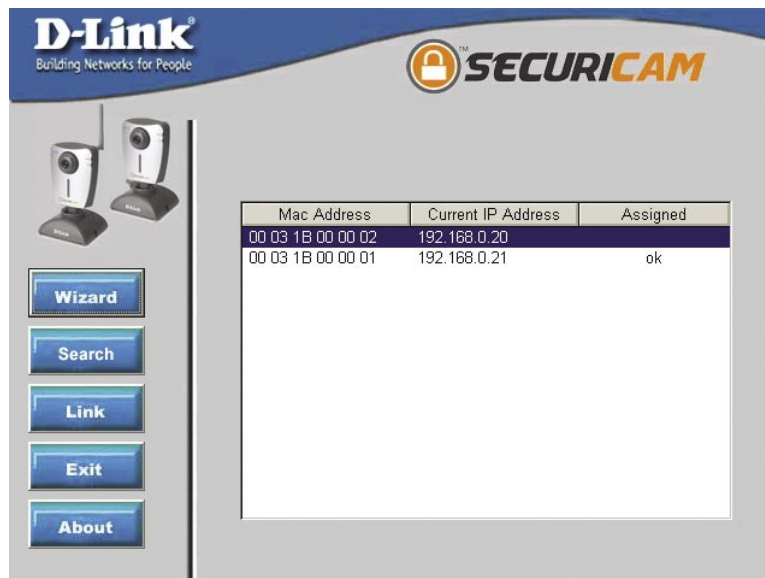 D-Link®
Building Networks for People
SECURICAM™
Mac Address Current IP Address Assigned
00 03 1B 00 00 02 192.168.0.20
00 03 1B 00 00 01 192.168.0.21 ok
Wizard
Search
Link
Exit
About